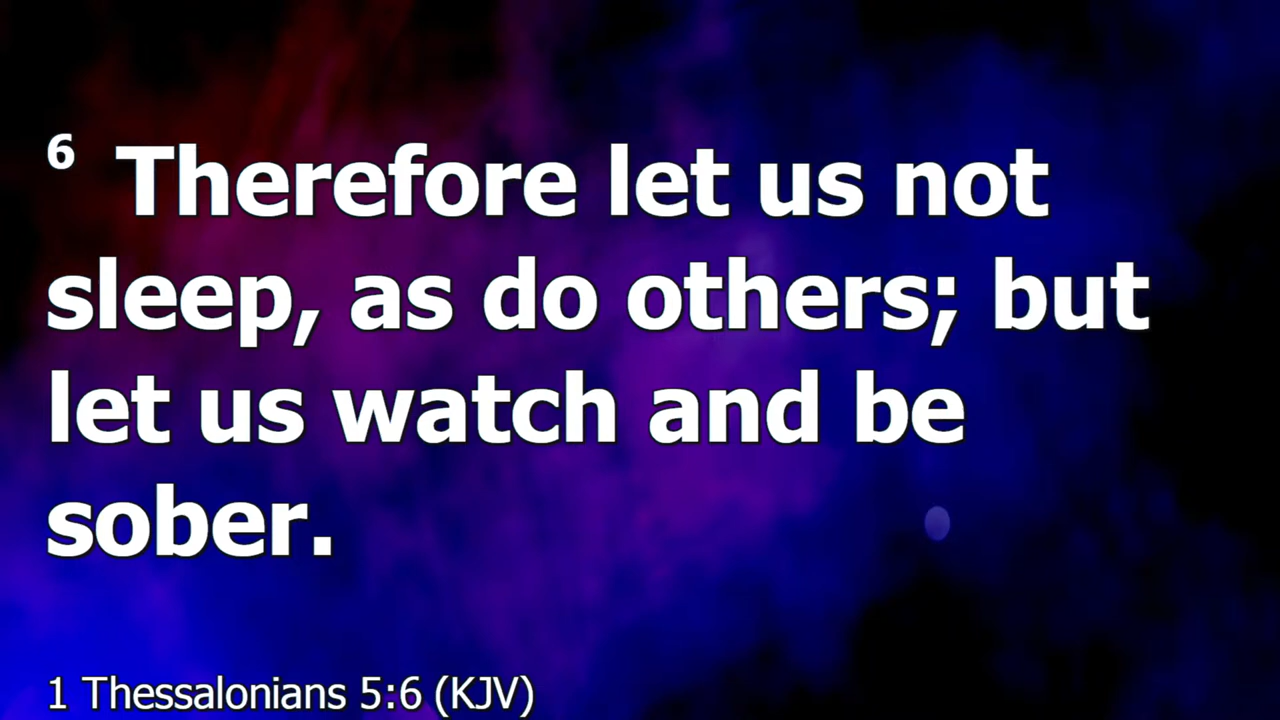 6 Therefore let us not
sleep, as do others; but
let us watch and be
sober.
1 Thessalonians 5:6 (KJV)